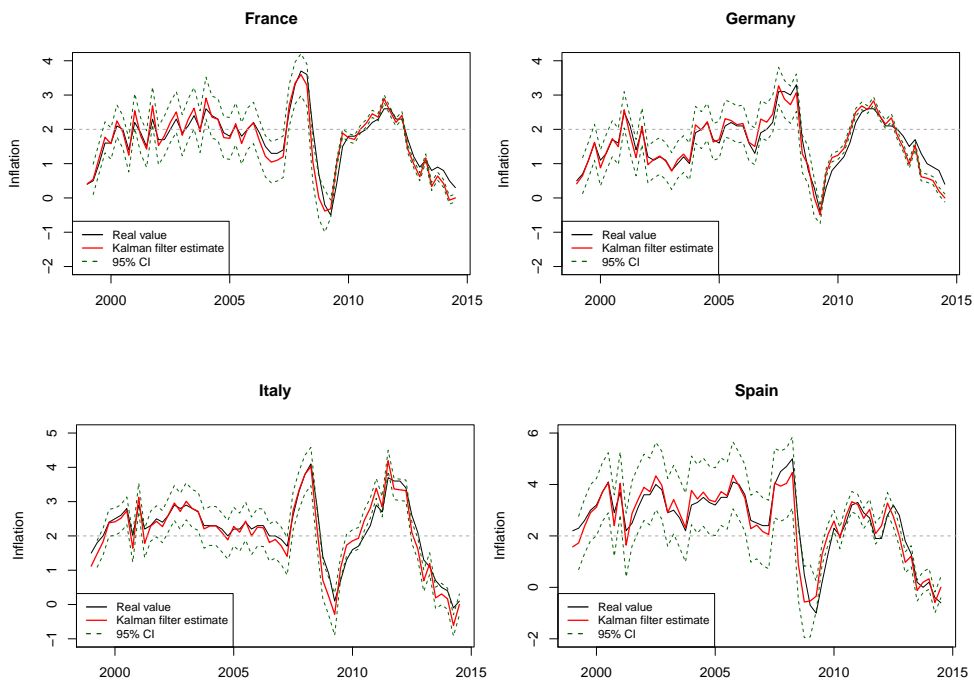 France
Inflation
4
3
2
1
0
−1
−2
Real value
Kalman filter estimate
95% CI
2000 2005 2010 2015
Germany
Inflation
4
3
2
1
0
−1
−2
Real value
Kalman filter estimate
95% CI
2000 2005 2010 2015
Italy
Inflation
5
4
3
2
1
0
−1
Real value
Kalman filter estimate
95% CI
2000 2005 2010 2015
Spain
Inflation
6
4
2
0
−2
Real value
Kalman filter estimate
95% CI
2000 2005 2010 2015